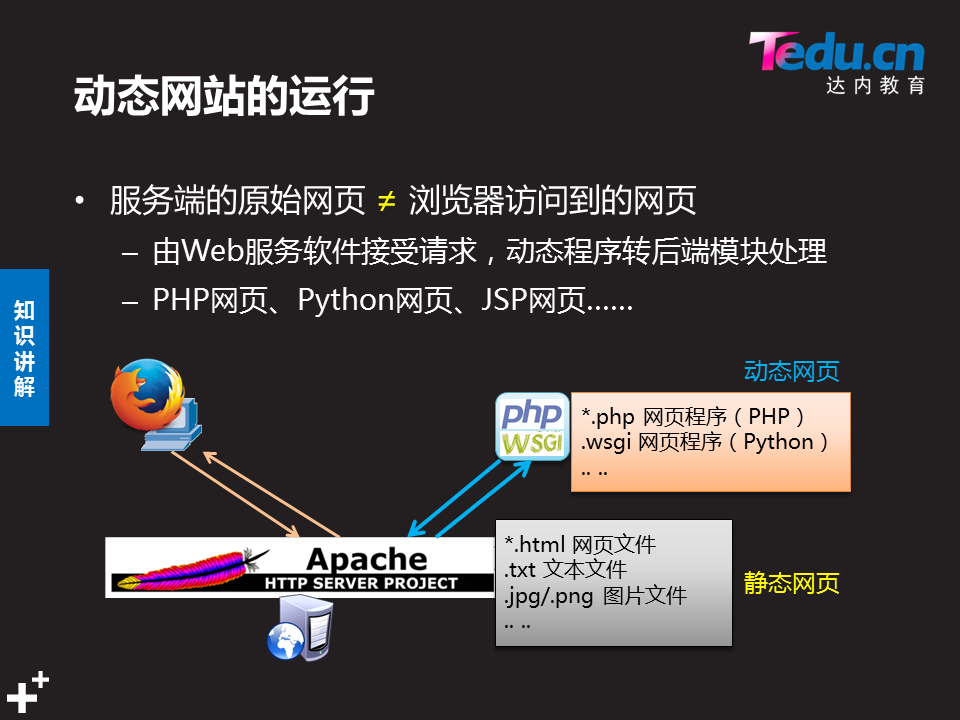 Tedu.cn
达内教育
动态网站的运行
• 服务端的原始网页 ≠ 浏览器访问到的网页
– 由Web服务软件接受请求，动态程序转后端模块处理
– PHP网页、Python网页、JSP网页……
知识讲解
动态网页
php
WSGI
*.php 网页程序（PHP）
.wsgi 网页程序（Python）
.. ..
Apache
HTTP SERVER PROJECT
*.html 网页文件
.txt 文本文件
.jpg/.png 图片文件
.. ..
静态网页